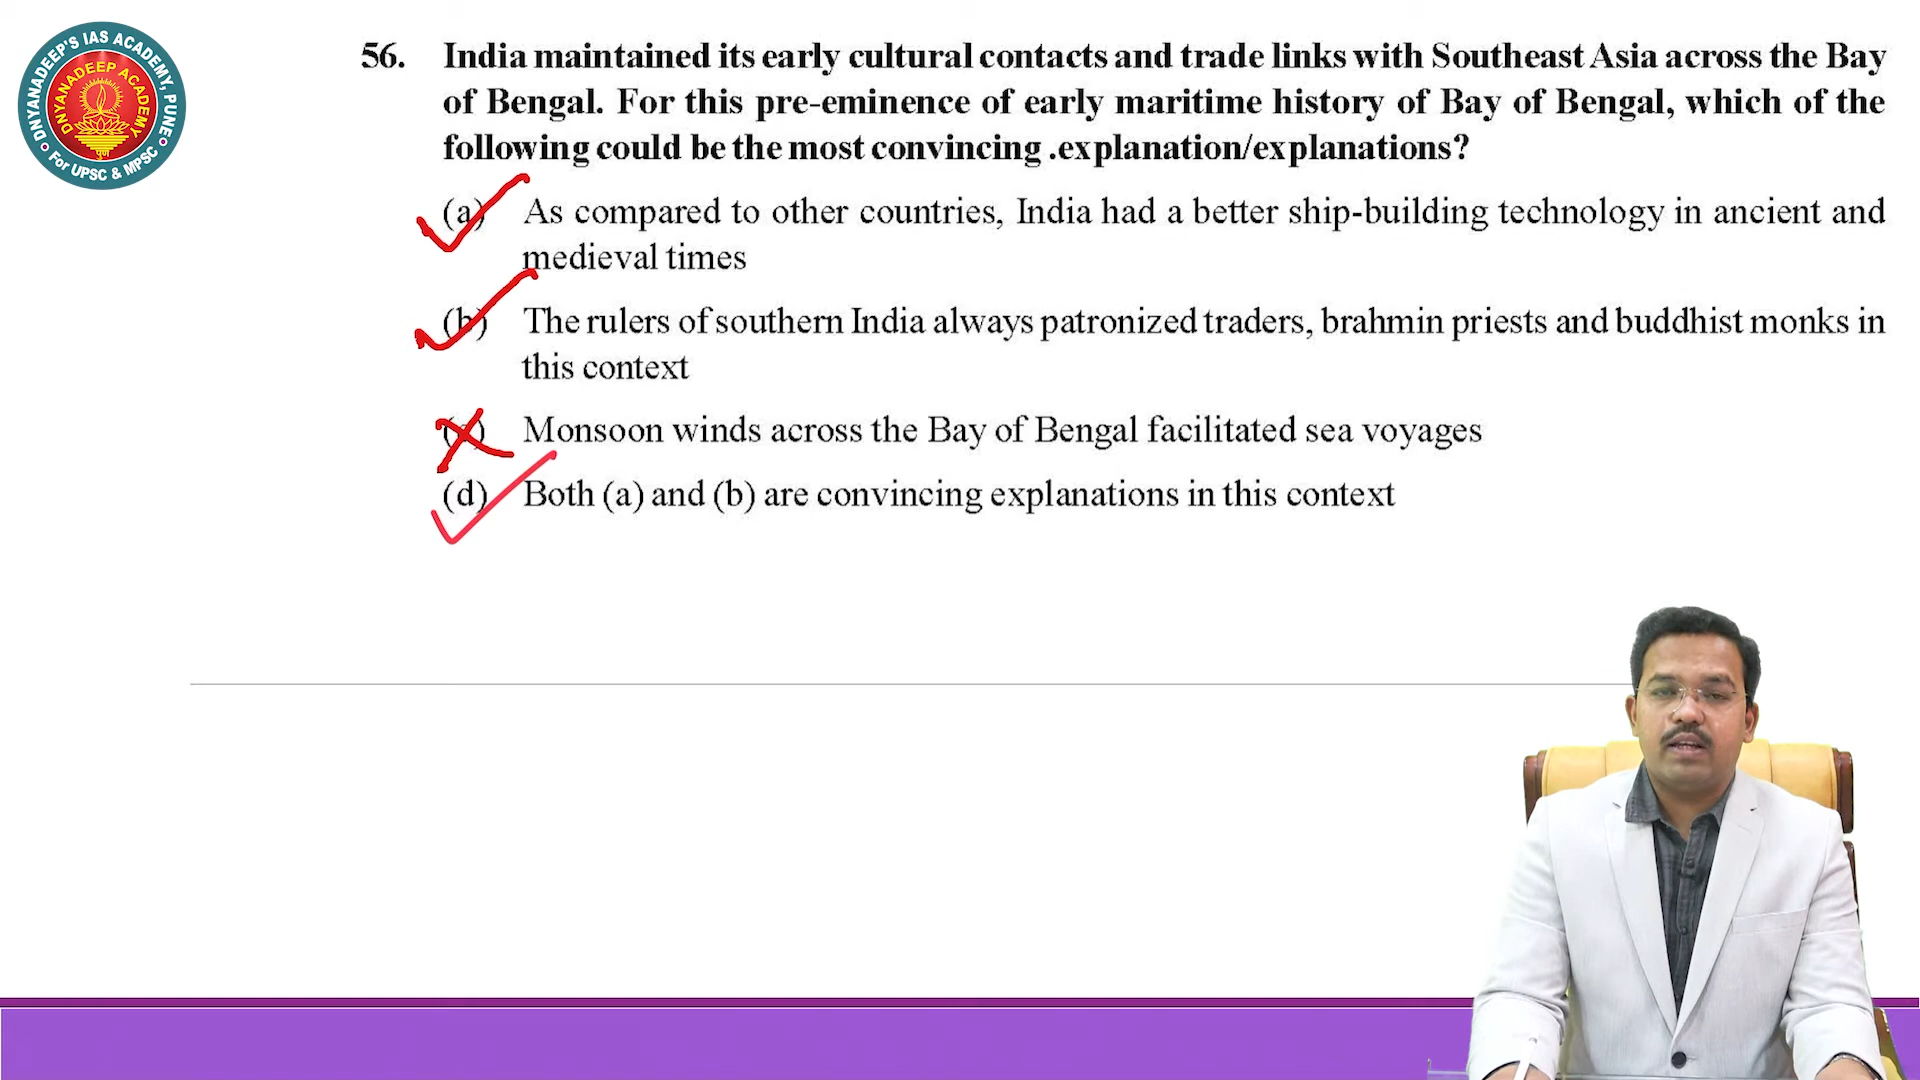 DNYANADEEP'S IAS ACADEMY, PUNE
DNYANADEEP ACADEMY
पुणे
For UPSC & MPSC
56. India maintained its early cultural contacts and trade links with Southeast Asia across the Bay
of Bengal. For this pre-eminence of early maritime history of Bay of Bengal, which of the
following could be the most convincing .explanation/explanations?
(a) As compared to other countries, India had a better ship-building technology in ancient and
medieval times
(b) The rulers of southern India always patronized traders, brahmin priests and buddhist monks in
this context
Monsoon winds across the Bay of Bengal facilitated sea voyages
(d) Both (a) and (b) are convincing explanations in this context